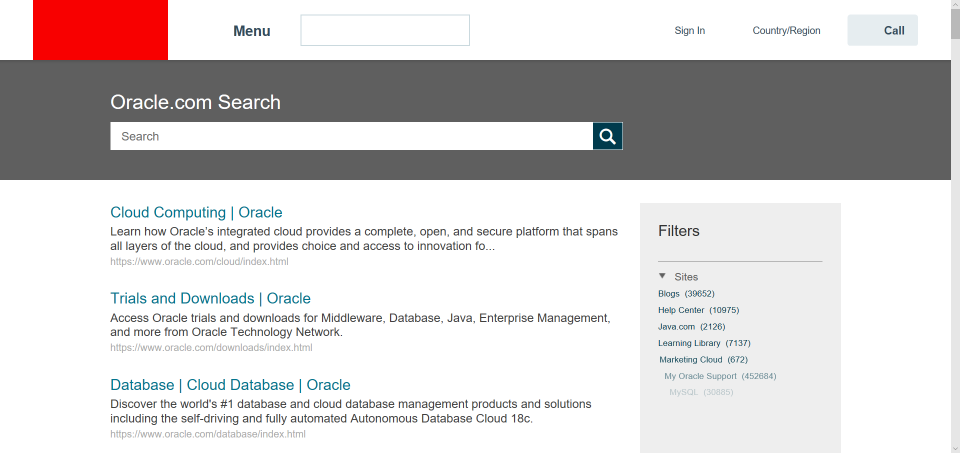 Menu
Sign In
Country/Region
Call
Oracle.com Search
Search
Cloud Computing | Oracle
Learn how Oracle's integrated cloud provides a complete, open, and secure platform that spans
all layers of the cloud, and provides choice and access to innovation fo...
https://www.oracle.com/cloud/index.html
Trials and Downloads | Oracle
Access Oracle trials and downloads for Middleware, Database, Java, Enterprise Management,
and more from Oracle Technology Network.
https://www.oracle.com/downloads/index.html
Database | Cloud Database | Oracle
Discover the world's #1 database and cloud database management products and solutions
including the self-driving and fully automated Autonomous Database Cloud 18c.
https://www.oracle.com/database/index.html
Filters
Sites
Blogs (39652)
Help Center (10975)
Java.com (2126)
Learning Library (7137)
Marketing Cloud (672)
My Oracle Support (452684)
MySQL (30885)